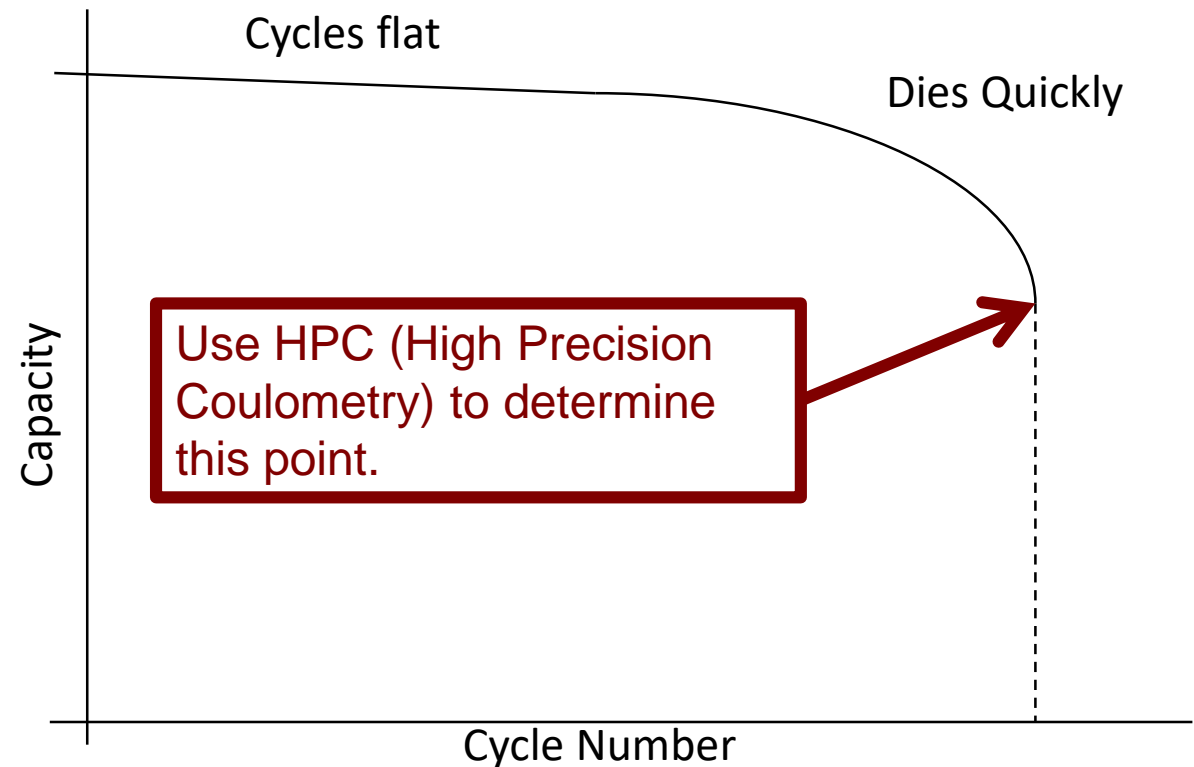 Cycles flat
Dies Quickly
Use HPC (High Precision
Coulometry) to determine
this point.
Capacity
Cycle Number